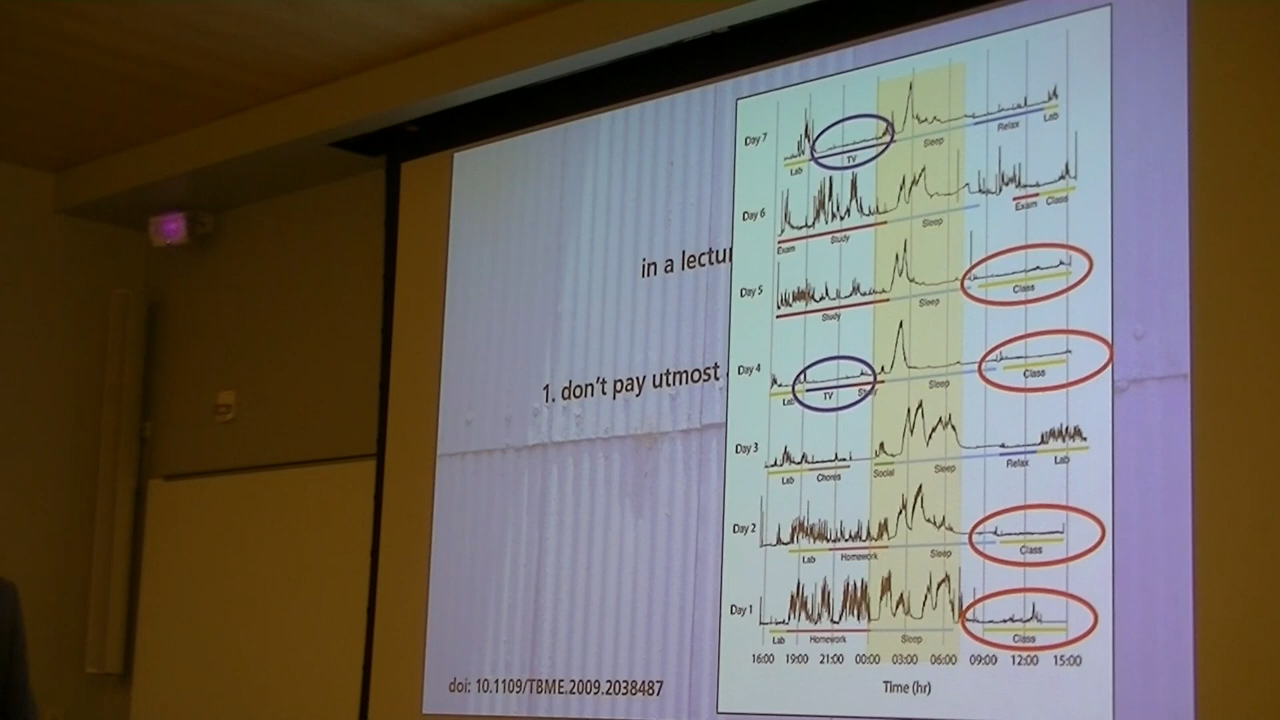 in a lectur
1. don't pay utmost
doi: 10.1109/TBME.2009.2038487
Day 7
Lab
TV
Sleep
Relax
Lab
Day 6
Exam
Study
Sleep
Exam
Class
Day 5
Study
Sleep
Class
Day 4
Lab
TV
Study
Sleep
Class
Day 3
Lab
Chores
Social
Sleep
Relax
Lab
Day 2
Lab
Homework
Sleep
Class
Day 1
Lab
Homework
Sleep
Class
16:00 19:00 21:00 00:00 03:00 06:00 09:00 12:00 15:00
Time (hr)